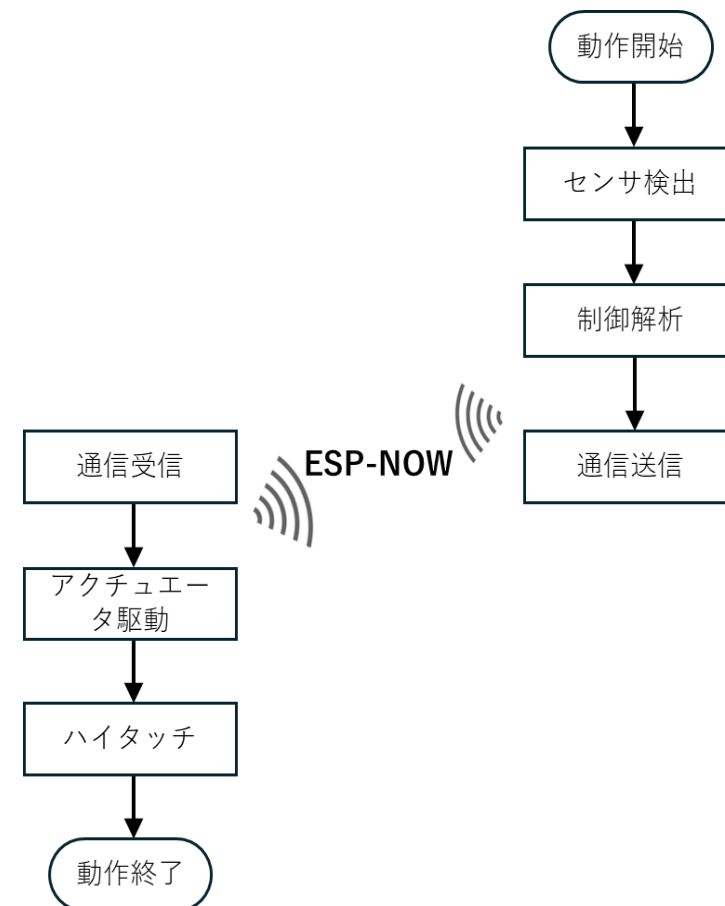 動作開始
センサ検出
制御解析
通信送信
ESP-NOW
通信受信
アクチュエー
タ駆動
ハイタッチ
動作終了